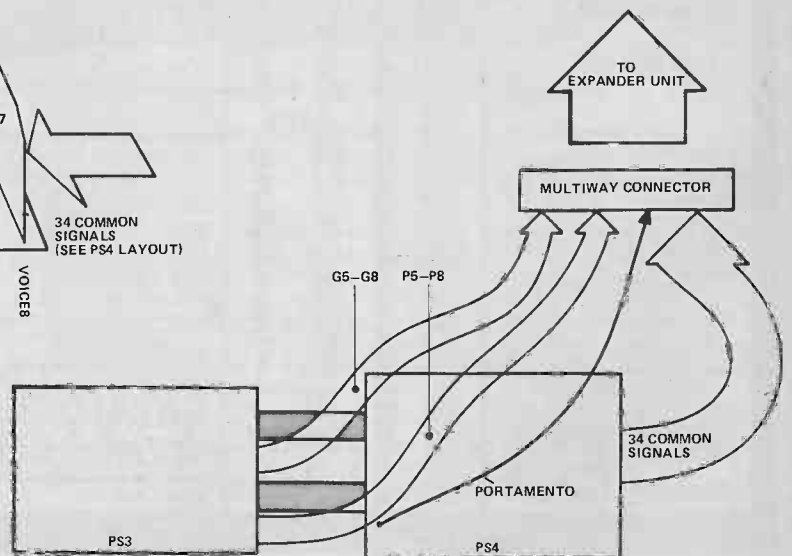 TO
EXPANDER UNIT
7
MULTIWAY CONNECTOR
34 COMMON
SIGNALS
(SEE PS4 LAYOUT)
VOICE8
G5–G8
P5–P8
34 COMMON
SIGNALS
PORTAMENTO
PS3
PS4